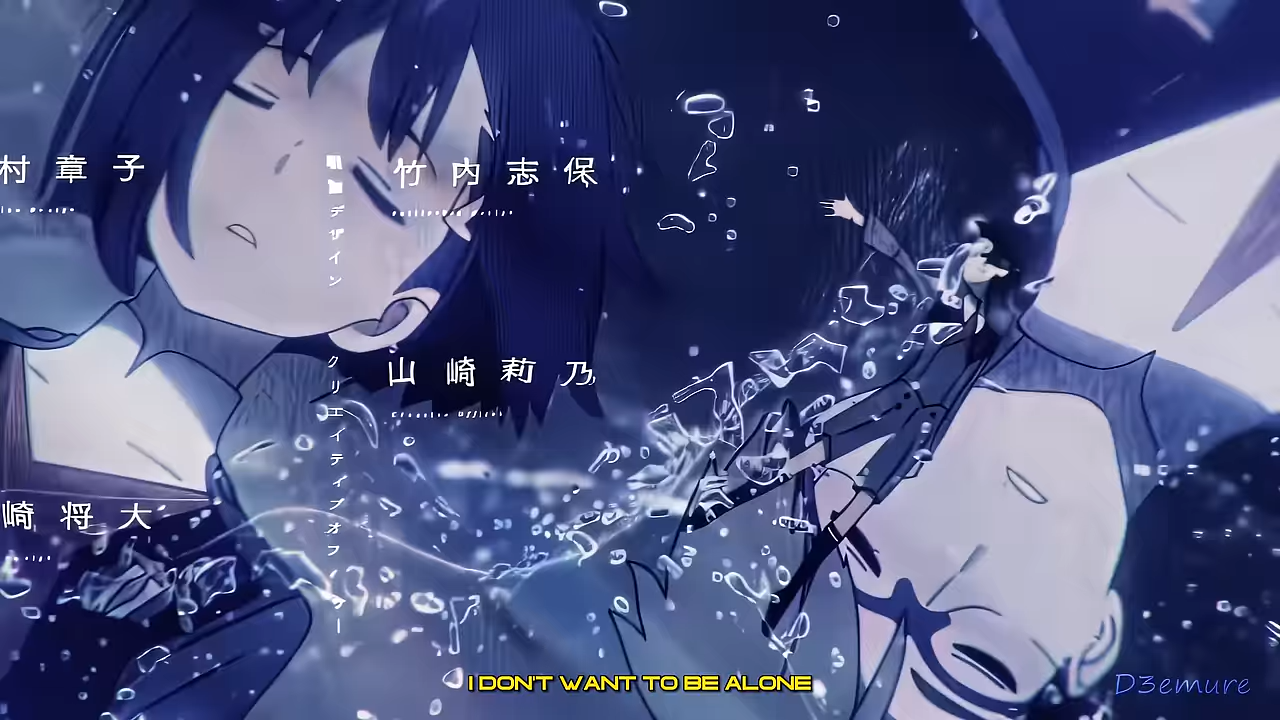 村章子
デザイン
竹内志保
クリエイティブオフィサー
山崎莉乃
崎将大
I DON'T WANT TO BE ALONE
D3emure